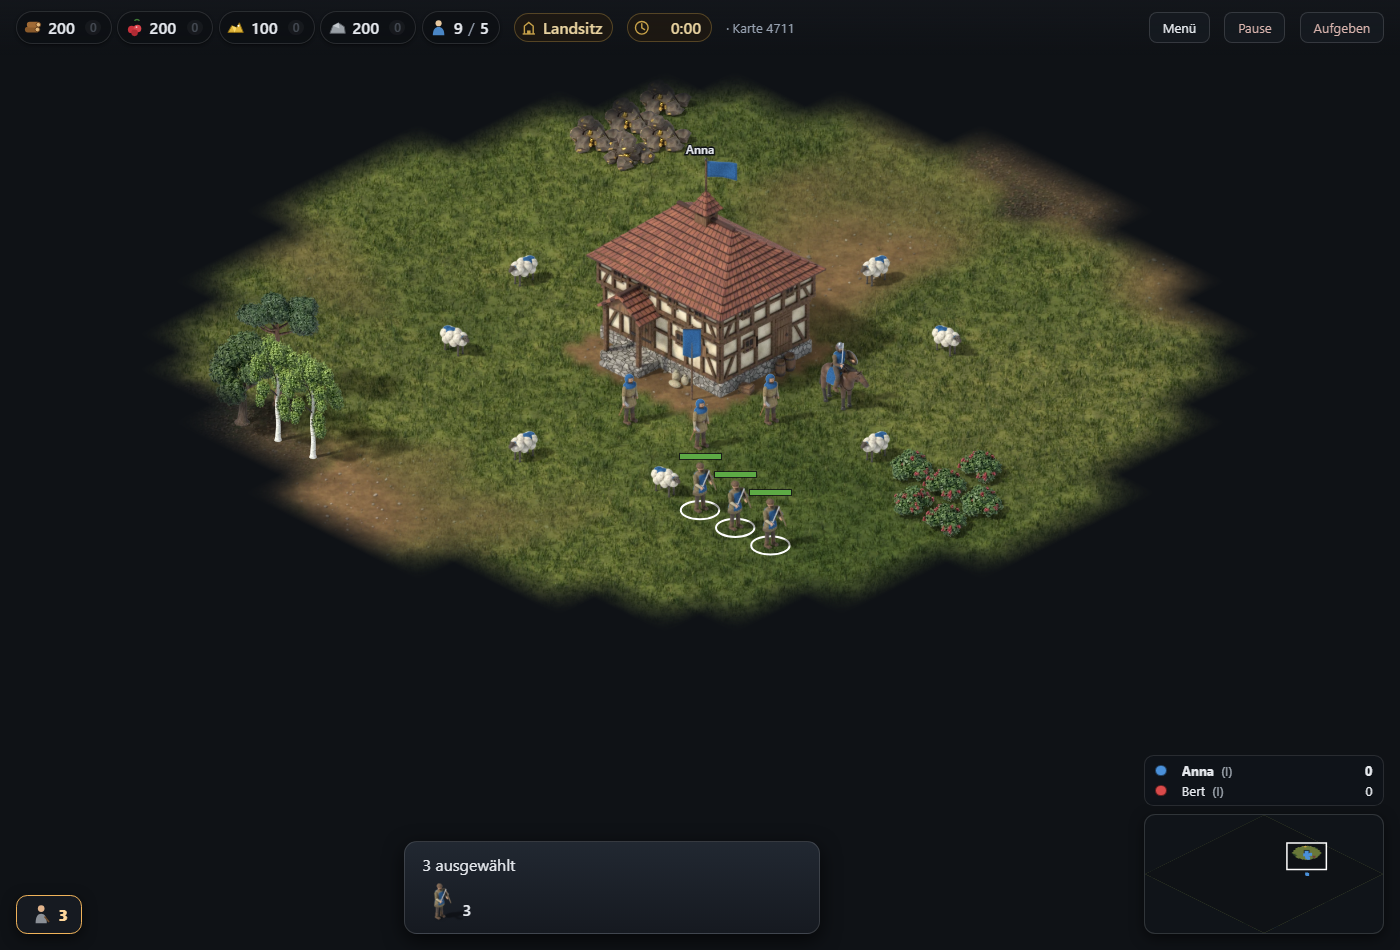 200 0 200 0 100 0 200 0 9 / 5 Landsitz 0:00 · Karte 4711 Menü Pause Aufgeben
Anna
Anna (I) 0
Bert (I) 0
3 ausgewählt
3
3